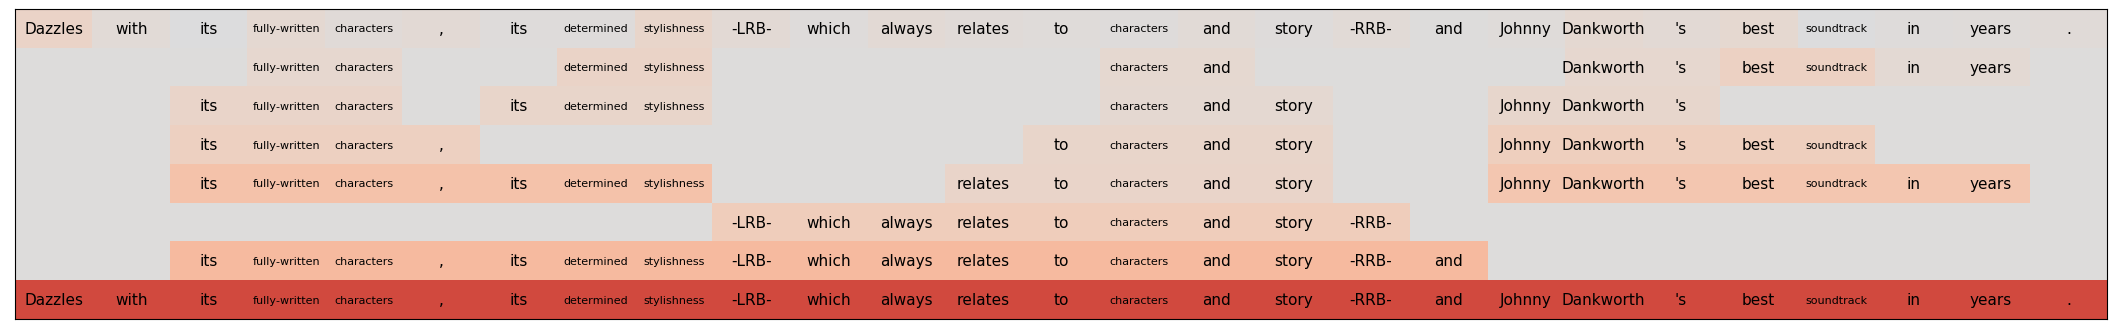 Dazzles with its fully-written characters , its determined stylishness -LRB- which always relates to characters and story -RRB- and Johnny Dankworth 's best soundtrack in years .
fully-written characters determined stylishness characters and Dankworth 's best soundtrack in years
its fully-written characters its determined stylishness characters and story Johnny Dankworth 's
its fully-written characters , to characters and story Johnny Dankworth 's best soundtrack
its fully-written characters , its determined stylishness relates to characters and story Johnny Dankworth 's best soundtrack in years
-LRB- which always relates to characters and story -RRB-
its fully-written characters , its determined stylishness -LRB- which always relates to characters and story -RRB- and
Dazzles with its fully-written characters , its determined stylishness -LRB- which always relates to characters and story -RRB- and Johnny Dankworth 's best soundtrack in years .